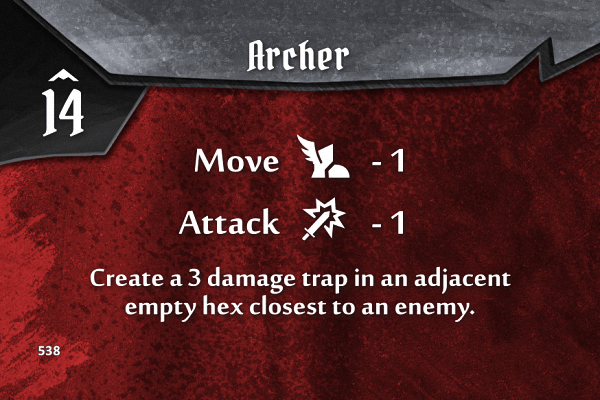 Archer
14
Move - 1
Attack - 1
Create a 3 damage trap in an adjacent
empty hex closest to an enemy.
538